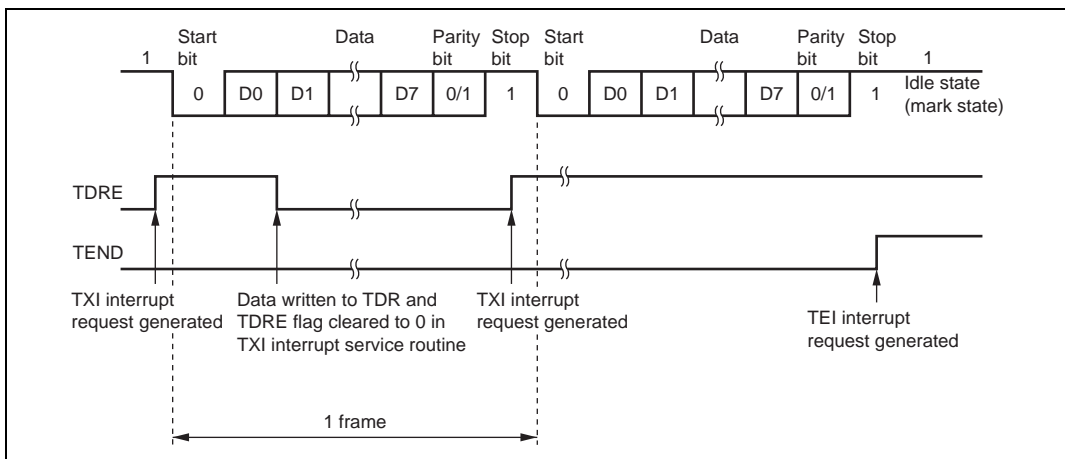 1
Start
bit
Data
Parity
bit
Stop
bit
Start
bit
Data
Parity
bit
Stop
bit
1
0
D0
D1
D7
0/1
1
0
D0
D1
D7
0/1
1
Idle state
(mark state)
TDRE
TEND
TXI interrupt
request generated
Data written to TDR and
TDRE flag cleared to 0 in
TXI interrupt service routine
TXI interrupt
request generated
TEI interrupt
request generated
1 frame